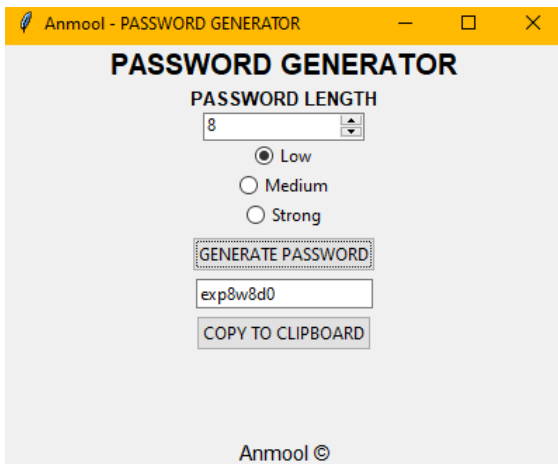 Anmool - PASSWORD GENERATOR
PASSWORD GENERATOR
PASSWORD LENGTH
8
Low
Medium
Strong
GENERATE PASSWORD
exp8w8d0
COPY TO CLIPBOARD
Anmool ©